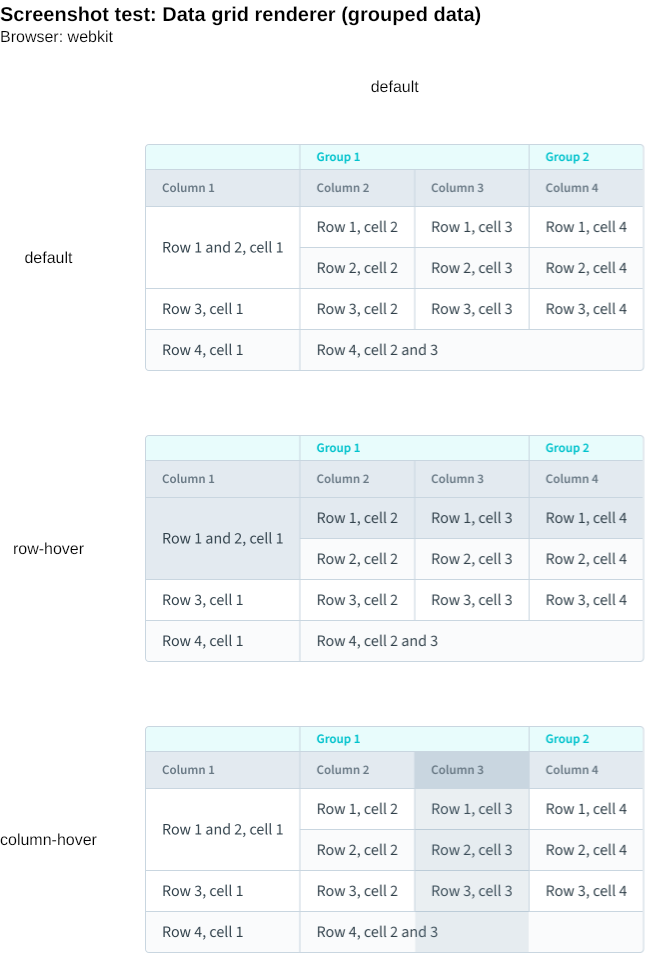 Screenshot test: Data grid renderer (grouped data)
Browser: webkit
default
Group 1 Group 2
Column 1 Column 2 Column 3 Column 4
Row 1, cell 2 Row 1, cell 3 Row 1, cell 4
Row 1 and 2, cell 1
default
Row 2, cell 2 Row 2, cell 3 Row 2, cell 4
Row 3, cell 1 Row 3, cell 2 Row 3, cell 3 Row 3, cell 4
Row 4, cell 1 Row 4, cell 2 and 3
Group 1 Group 2
Column 1 Column 2 Column 3 Column 4
Row 1, cell 2 Row 1, cell 3 Row 1, cell 4
Row 1 and 2, cell 1
row-hover
Row 2, cell 2 Row 2, cell 3 Row 2, cell 4
Row 3, cell 1 Row 3, cell 2 Row 3, cell 3 Row 3, cell 4
Row 4, cell 1 Row 4, cell 2 and 3
Group 1 Group 2
Column 1 Column 2 Column 3 Column 4
Row 1, cell 2 Row 1, cell 3 Row 1, cell 4
Row 1 and 2, cell 1
column-hover
Row 2, cell 2 Row 2, cell 3 Row 2, cell 4
Row 3, cell 1 Row 3, cell 2 Row 3, cell 3 Row 3, cell 4
Row 4, cell 1 Row 4, cell 2 and 3